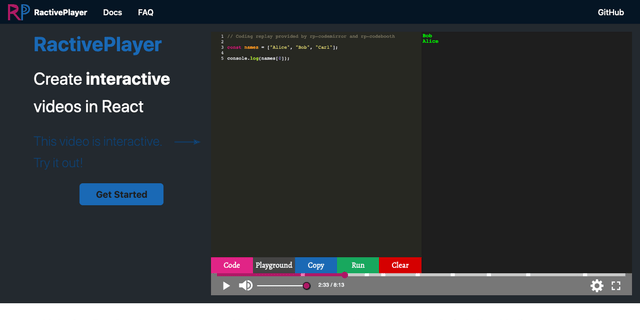 RP RactivePlayer Docs FAQ GitHub
RactivePlayer
Create interactive
videos in React
This video is interactive.
Try it out!
Get Started
1 // Coding replay provided by rp-codemirror and rp-codebooth
2
3 const names = ["Alice", "Bob", "Carl"];
4
5 console.log(names[0]);
Bob
Alice
Code Playground Copy Run Clear
2:33 / 8:13